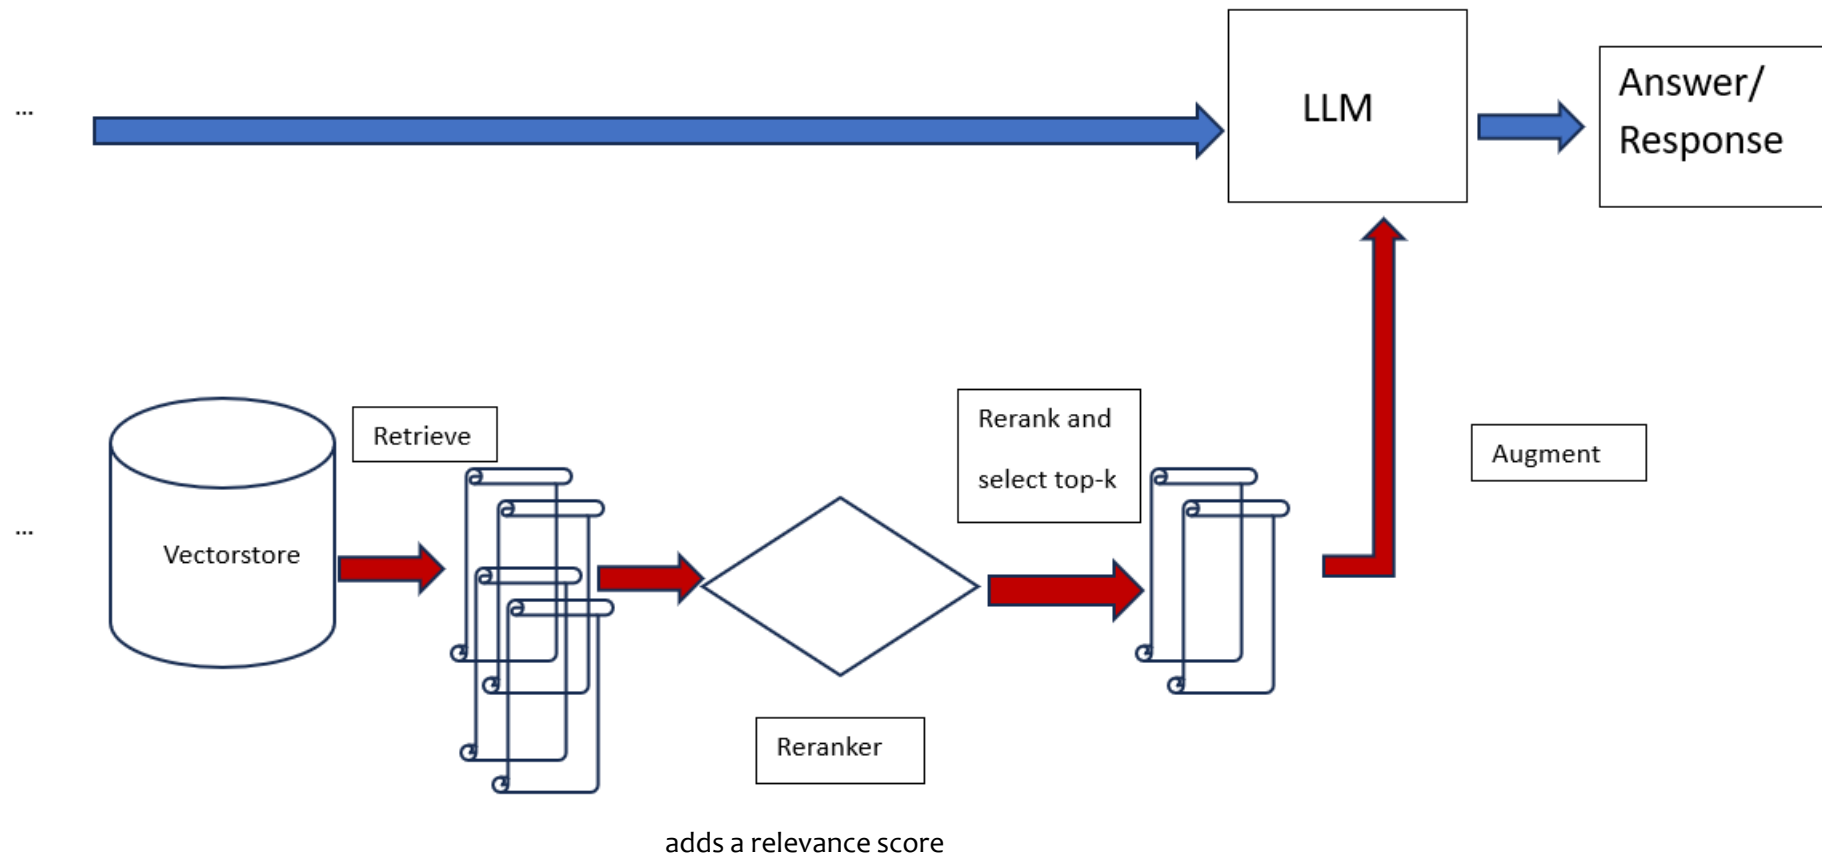 ...
LLM
Answer/
Response
Retrieve
Rerank and
select top-k
Augment
...
Vectorstore
Reranker
adds a relevance score